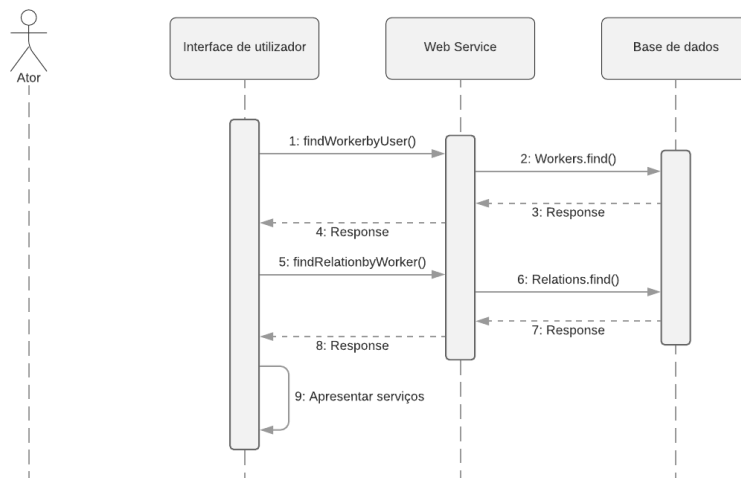 Ator
Interface de utilizador
Web Service
Base de dados
1: findWorkerbyUser()
2: Workers.find()
3: Response
4: Response
5: findRelationbyWorker()
6: Relations.find()
7: Response
8: Response
9: Apresentar serviços